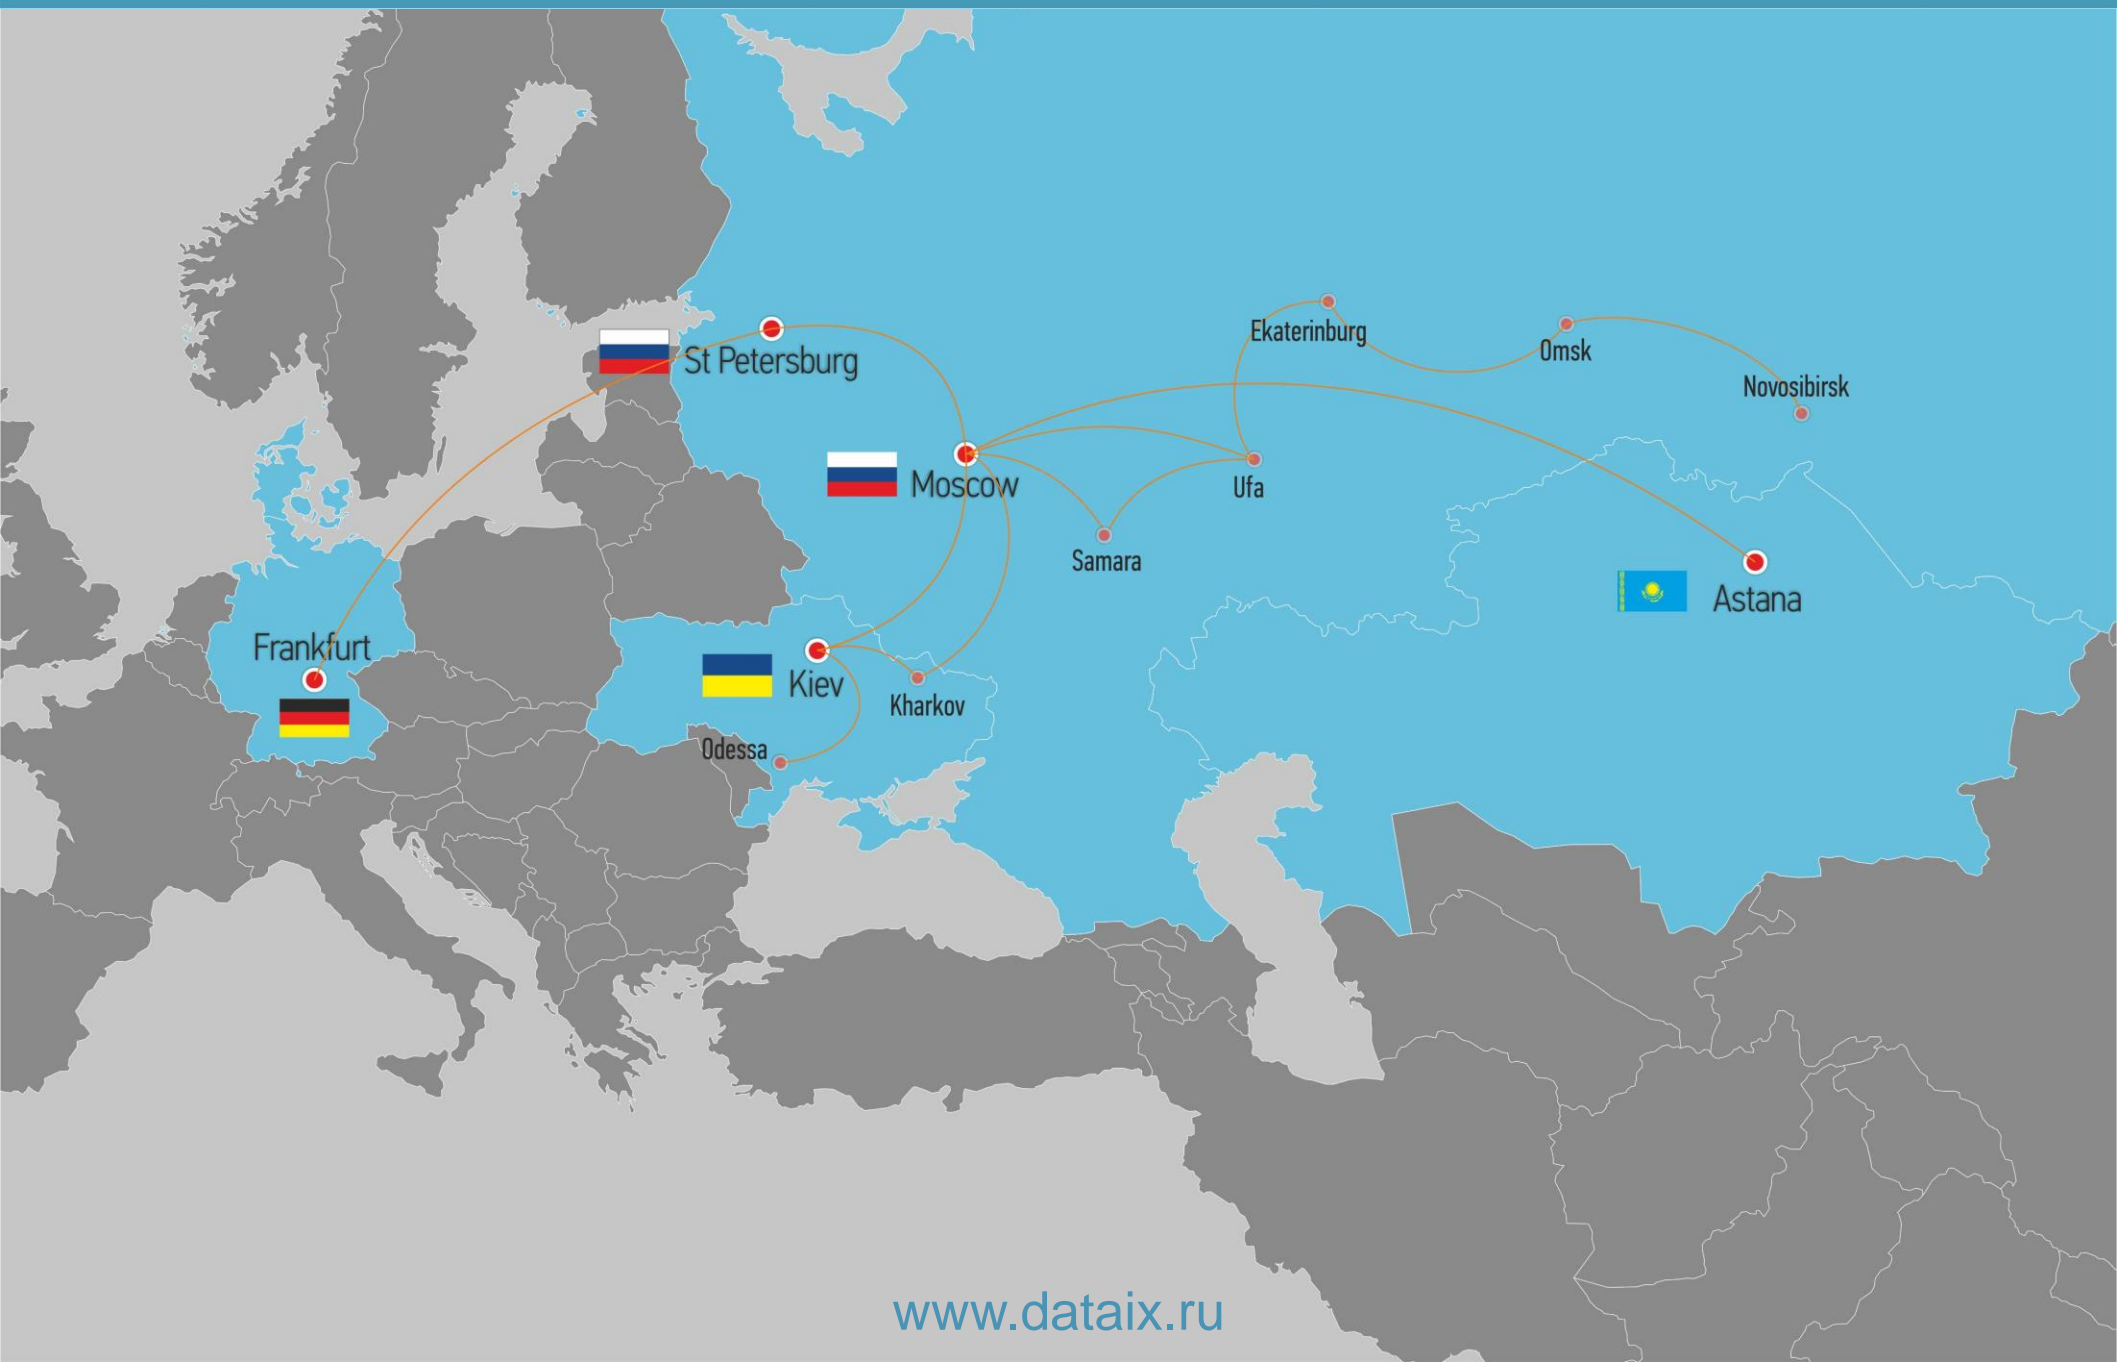 Ekaterinburg
Omsk
St Petersburg
Novosibirsk
Moscow
Ufa
Samara
Astana
Frankfurt
Kiev
Kharkov
Odessa
www.dataix.ru